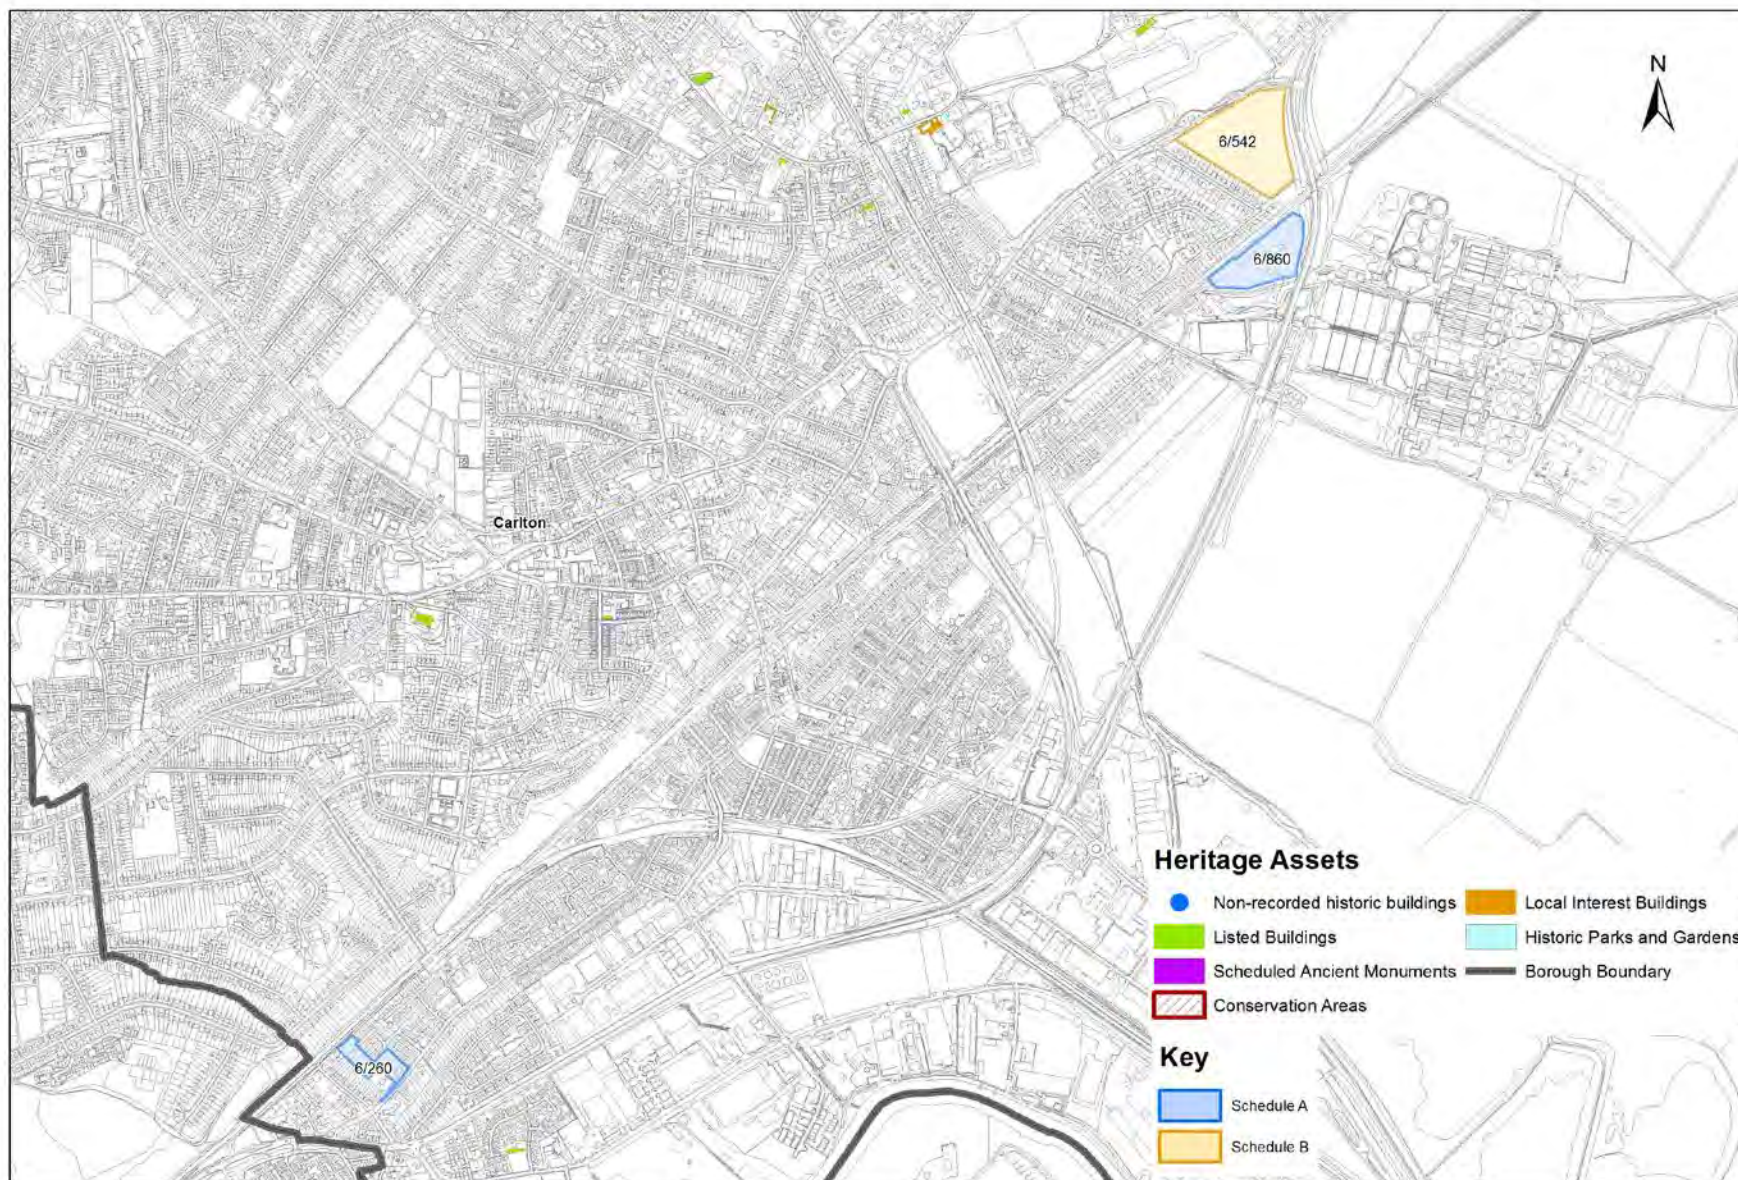 N
6/542
6/860
Carlton
6/260
Heritage Assets
Non-recorded historic buildings
Local Interest Buildings
Listed Buildings
Historic Parks and Gardens
Scheduled Ancient Monuments
Borough Boundary
Conservation Areas
Key
Schedule A
Schedule B